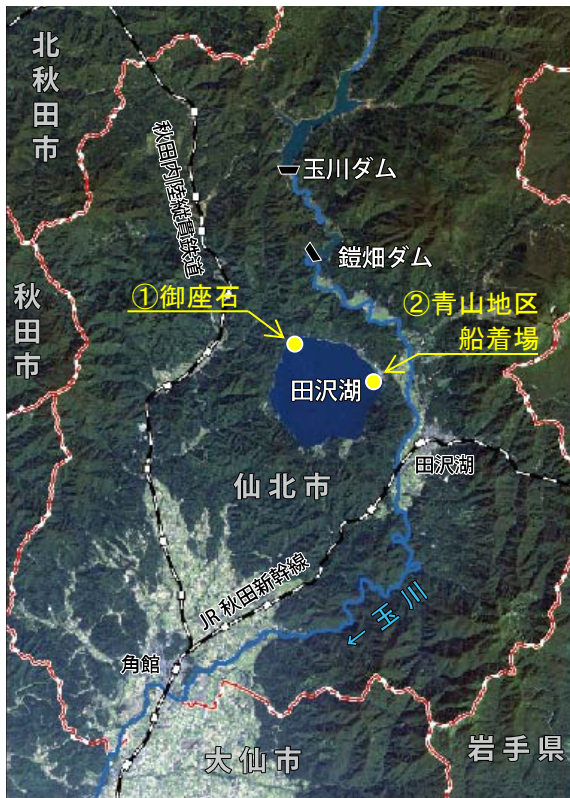 北秋田市
秋田内陸縦貫鉄道
玉川ダム
鎧畑ダム
秋田市
①御座石
②青山地区
船着場
田沢湖
田沢湖
仙北市
JR 秋田新幹線
←玉川
角館
大仙市
岩手県